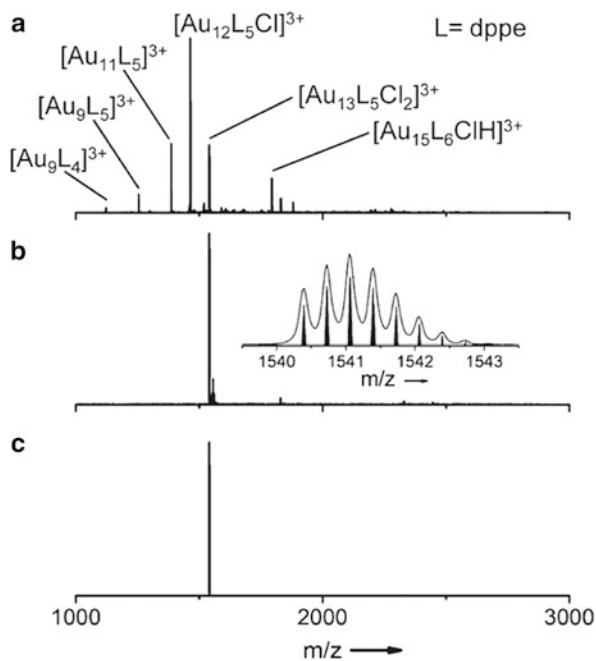 a
[Au₁₂L₅Cl]³⁺
L= dppe
[Au₁₁L₅]³⁺
[Au₉L₅]³⁺
[Au₁₃L₅Cl₂]³⁺
[Au₉L₄]³⁺
[Au₁₅L₆ClH]³⁺
b
1540 1541 1542 1543
m/z
c
1000 2000 3000
m/z